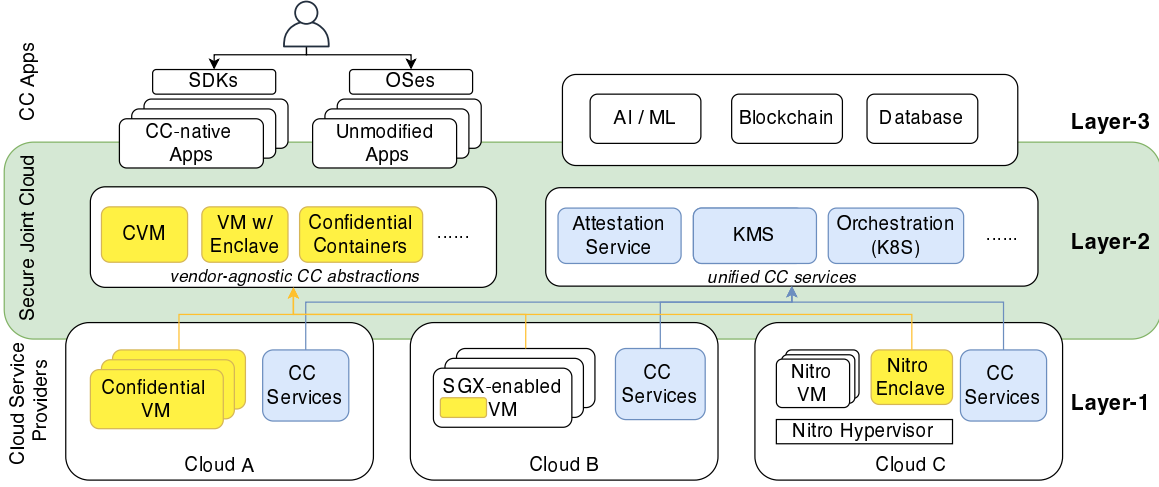 CC Apps
SDKs
OSes
CC-native
Apps
Unmodified
Apps
AI / ML
Blockchain
Database
Layer-3
Secure Joint Cloud
CVM
VM w/
Enclave
Confidential
Containers
......
vendor-agnostic CC abstractions
Attestation
Service
KMS
Orchestration
(K8S)
......
unified CC services
Layer-2
Cloud Service
Providers
Confidential
VM
CC
Services
Cloud A
SGX-enabled
VM
CC
Services
Cloud B
Nitro
VM
Nitro
Enclave
CC
Services
Nitro Hypervisor
Cloud C
Layer-1